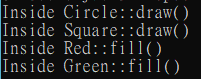 Inside Circle::draw()
Inside Square::draw()
Inside Red::fill()
Inside Green::fill()